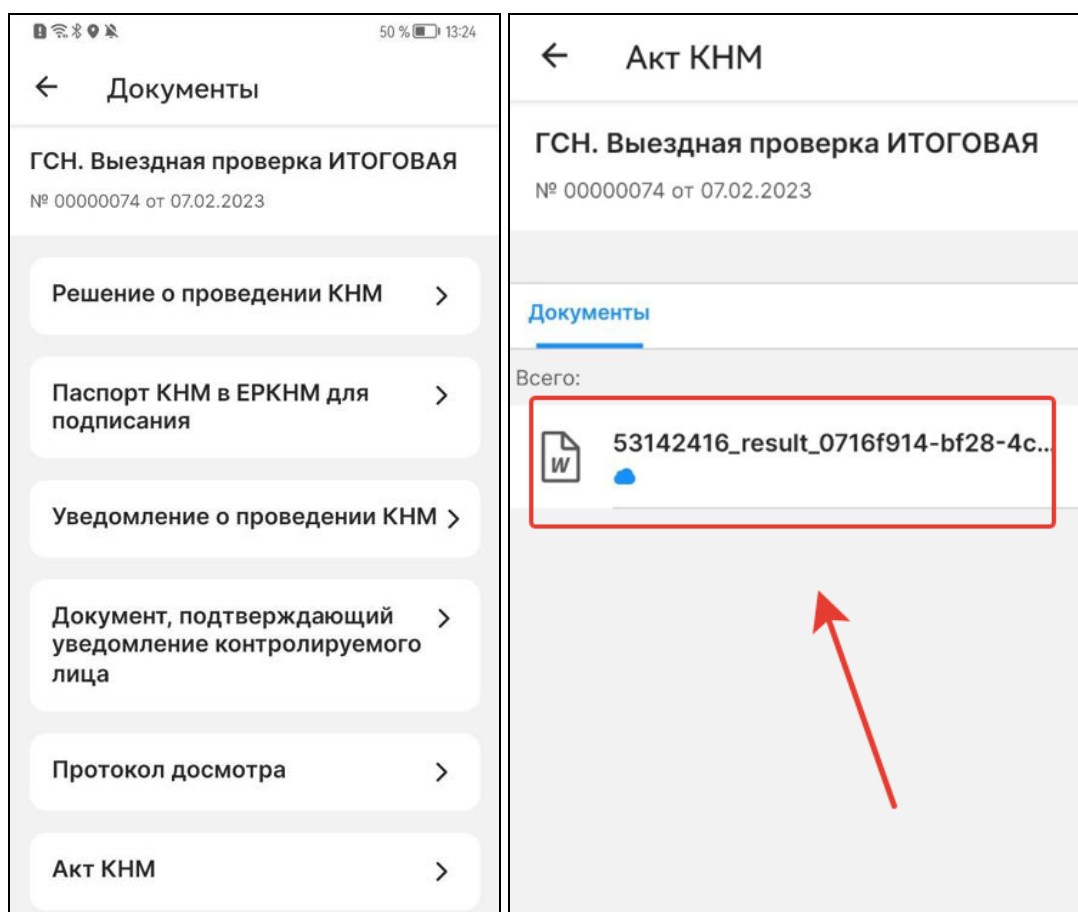 50 % 13:24
Документы
ГСН. Выездная проверка ИТОГОВАЯ
№ 00000074 от 07.02.2023
Решение о проведении КНМ
Паспорт КНМ в ЕРКНМ для
подписания
Уведомление о проведении КНМ
Документ, подтверждающий
уведомление контролируемого
лица
Протокол досмотра
Акт КНМ
Акт КНМ
ГСН. Выездная проверка ИТОГОВАЯ
№ 00000074 от 07.02.2023
Документы
Всего:
W
53142416_result_0716f914-bf28-4c...